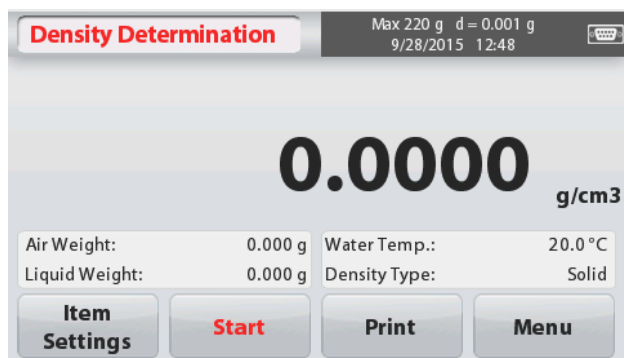 Density Determination
Max 220 g d = 0.001 g
9/28/2015 12:48
0.0000 g/cm3
Air Weight: 0.000 g Water Temp.: 20.0 °C
Liquid Weight: 0.000 g Density Type: Solid
Item Settings
Start
Print
Menu